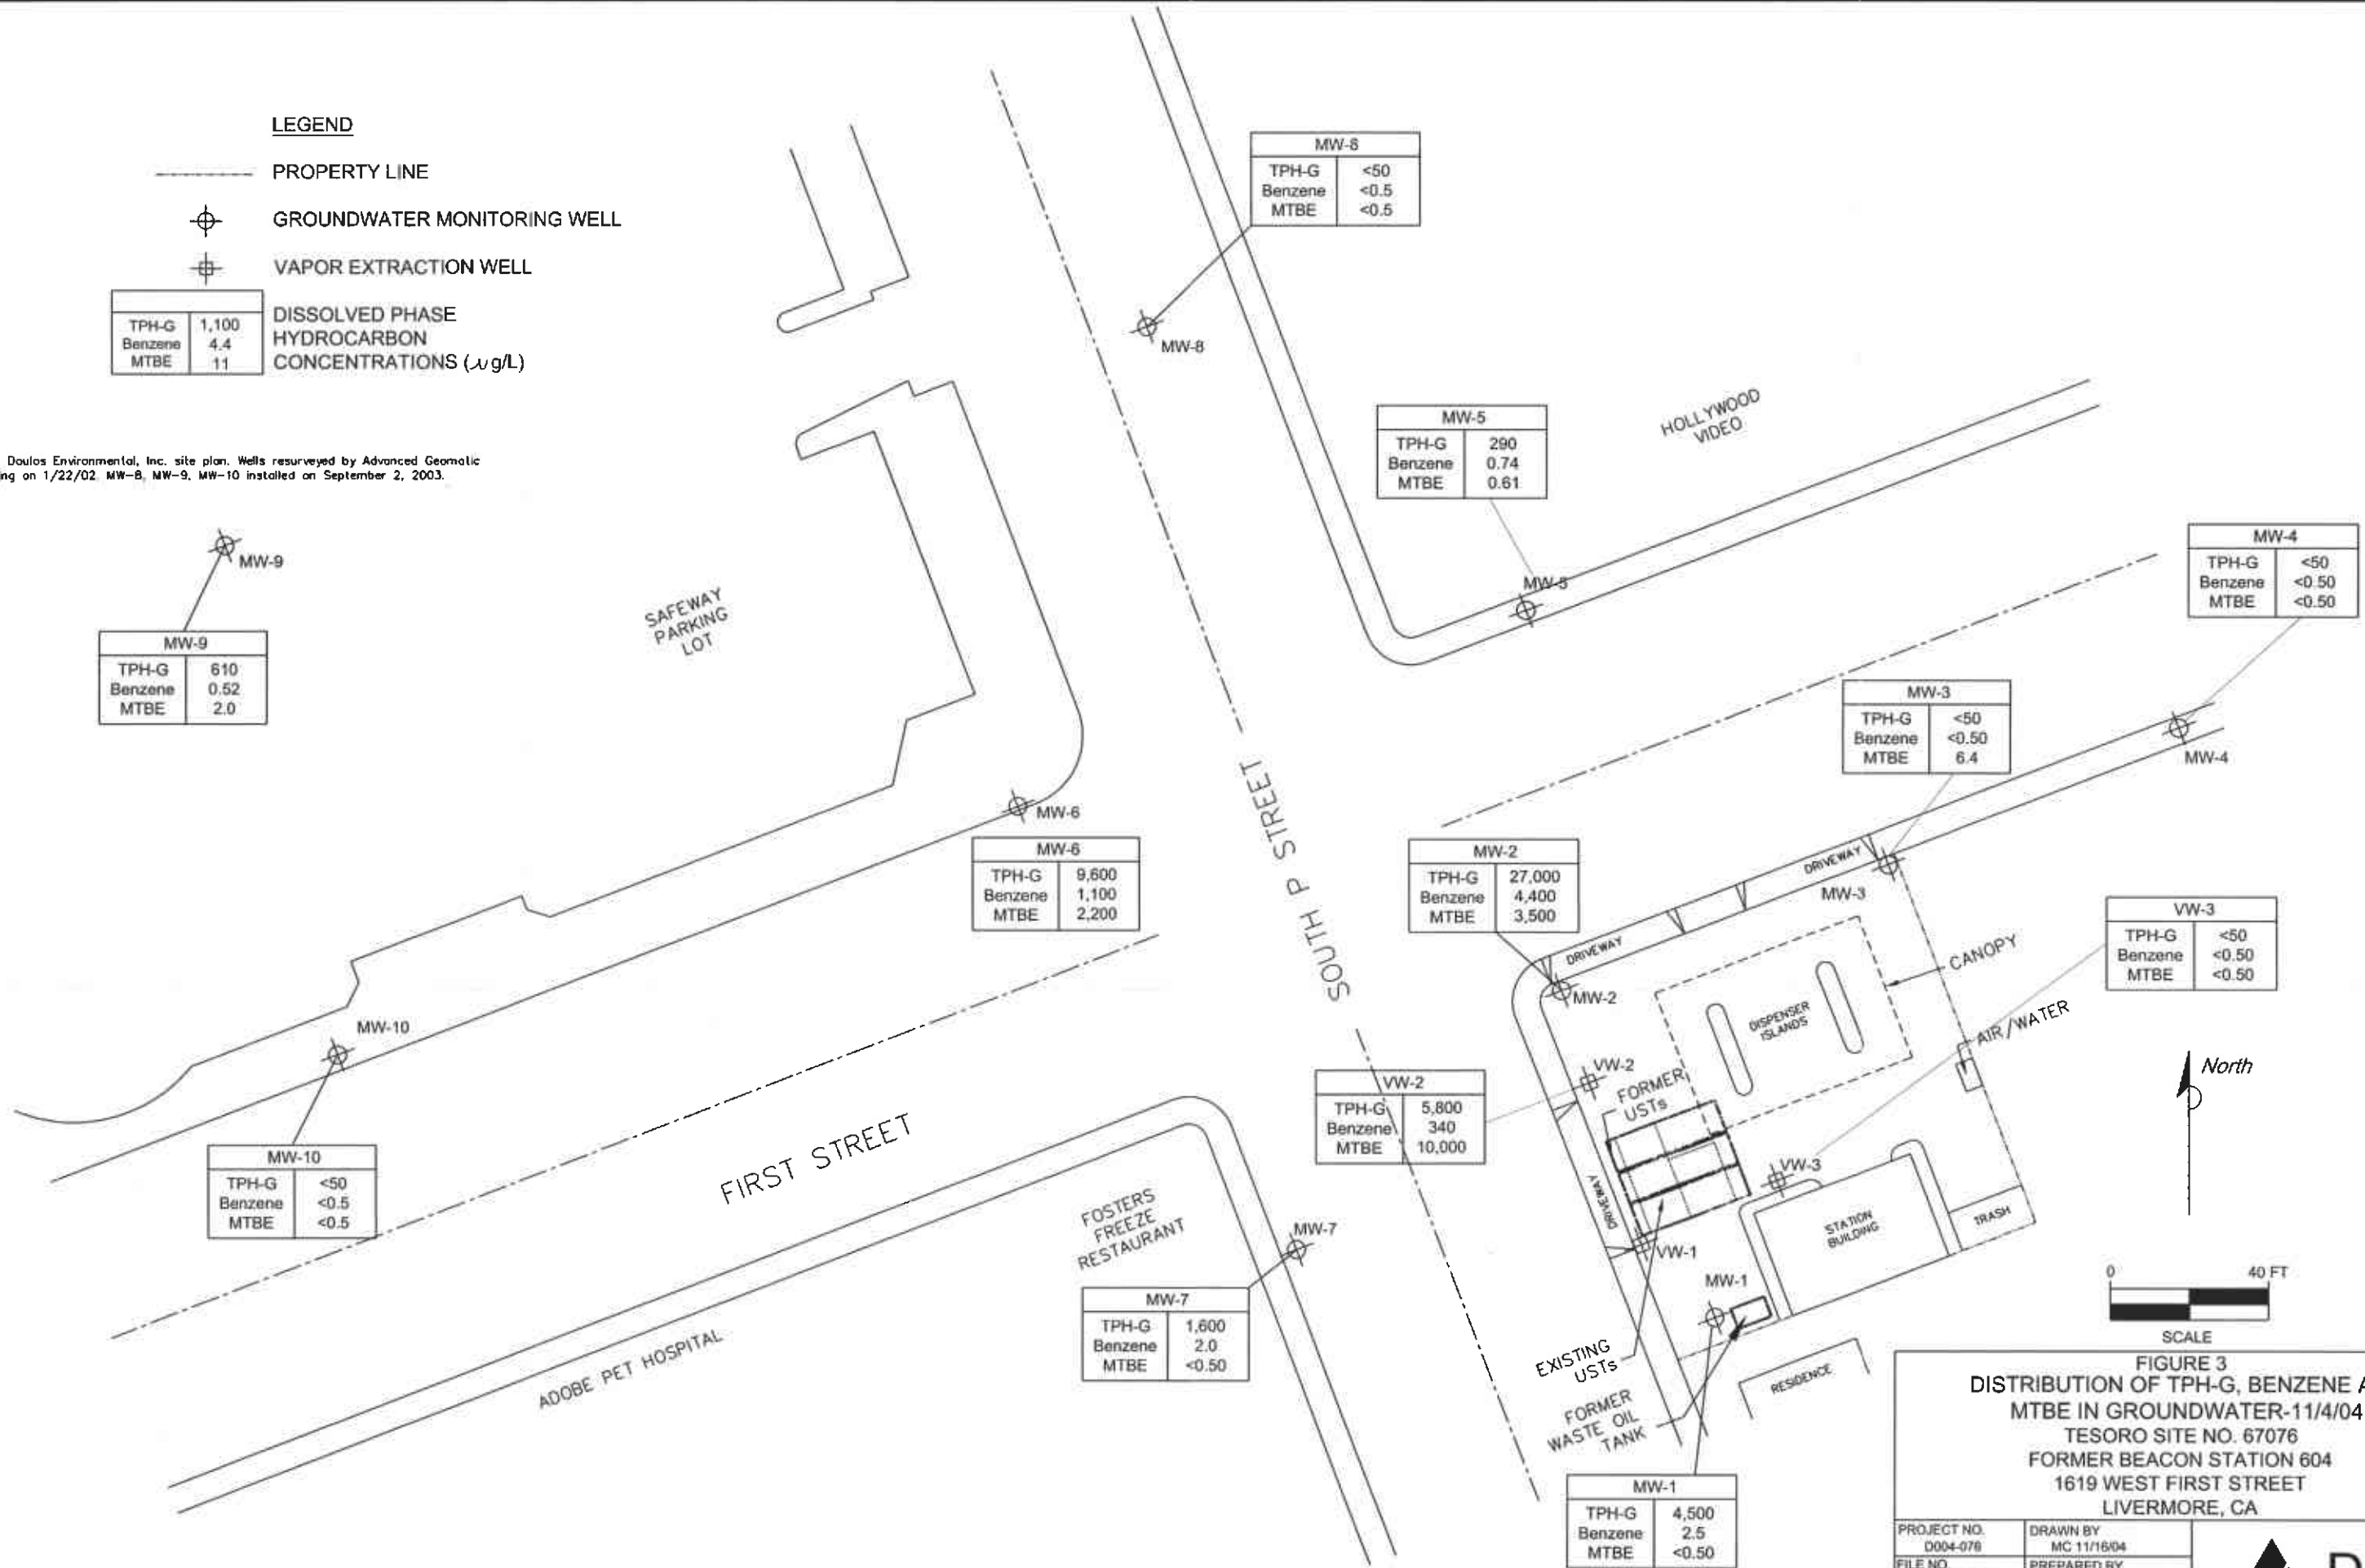 LEGEND
PROPERTY LINE
GROUNDWATER MONITORING WELL
VAPOR EXTRACTION WELL
TPH-G 1,100
Benzene 4.4
MTBE 11
DISSOLVED PHASE
HYDROCARBON
CONCENTRATIONS (µg/L)
Doulos Environmental, Inc. site plan. Wells resurveyed by Advanced Geomatic
ng on 1/22/02. MW-8, MW-9, MW-10 installed on September 2, 2003.
MW-8
TPH-G <50
Benzene <0.5
MTBE <0.5
MW-8
MW-5
TPH-G 290
Benzene 0.74
MTBE 0.61
MW-5
HOLLYWOOD
VIDEO
MW-4
TPH-G <50
Benzene <0.50
MTBE <0.50
MW-4
MW-9
MW-9
TPH-G 610
Benzene 0.52
MTBE 2.0
SAFEWAY
PARKING
LOT
MW-3
TPH-G <50
Benzene <0.50
MTBE 6.4
MW-3
MW-6
MW-6
TPH-G 9,600
Benzene 1,100
MTBE 2,200
SOUTH P STREET
MW-2
TPH-G 27,000
Benzene 4,400
MTBE 3,500
MW-2
DRIVEWAY
DRIVEWAY
CANOPY
DISPENSER
ISLANDS
AIR/WATER
VW-3
TPH-G <50
Benzene <0.50
MTBE <0.50
North
MW-10
MW-10
TPH-G <50
Benzene <0.5
MTBE <0.5
FIRST STREET
VW-2
TPH-G 5,800
Benzene 340
MTBE 10,000
VW-2
FORMER
USTs
VW-3
DRIVEWAY
STATION
BUILDING
TRASH
VW-1
MW-1
FOSTERS
FREEZE
RESTAURANT
MW-7
MW-7
TPH-G 1,600
Benzene 2.0
MTBE <0.50
ADOBE PET HOSPITAL
EXISTING
USTs
FORMER
WASTE OIL
TANK
RESIDENCE
MW-1
TPH-G 4,500
Benzene 2.5
MTBE <0.50
0 40 FT
SCALE
FIGURE 3
DISTRIBUTION OF TPH-G, BENZENE A
MTBE IN GROUNDWATER-11/4/04
TESORO SITE NO. 67076
FORMER BEACON STATION 604
1619 WEST FIRST STREET
LIVERMORE, CA
PROJECT NO. DRAWN BY
D004-076 MC 11/16/04
FILE NO. PREPARED BY